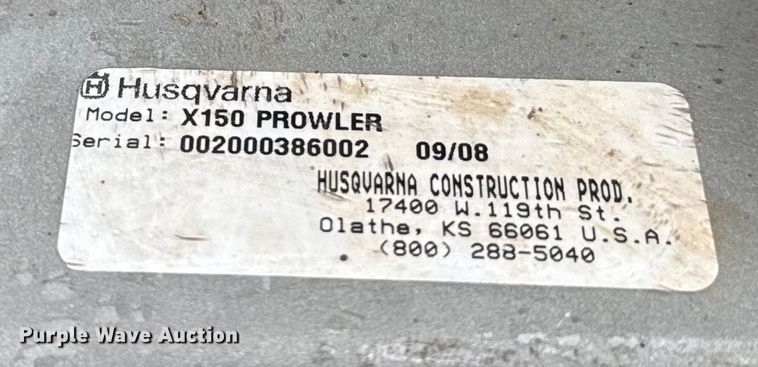 Husqvarna
Model: X150 PROWLER
Serial: 002000386002 09/08
HUSQVARNA CONSTRUCTION PROD.
17400 W.119th St.
Olathe, KS 66061 U.S.A.
(800) 288-5040
Purple Wave Auction